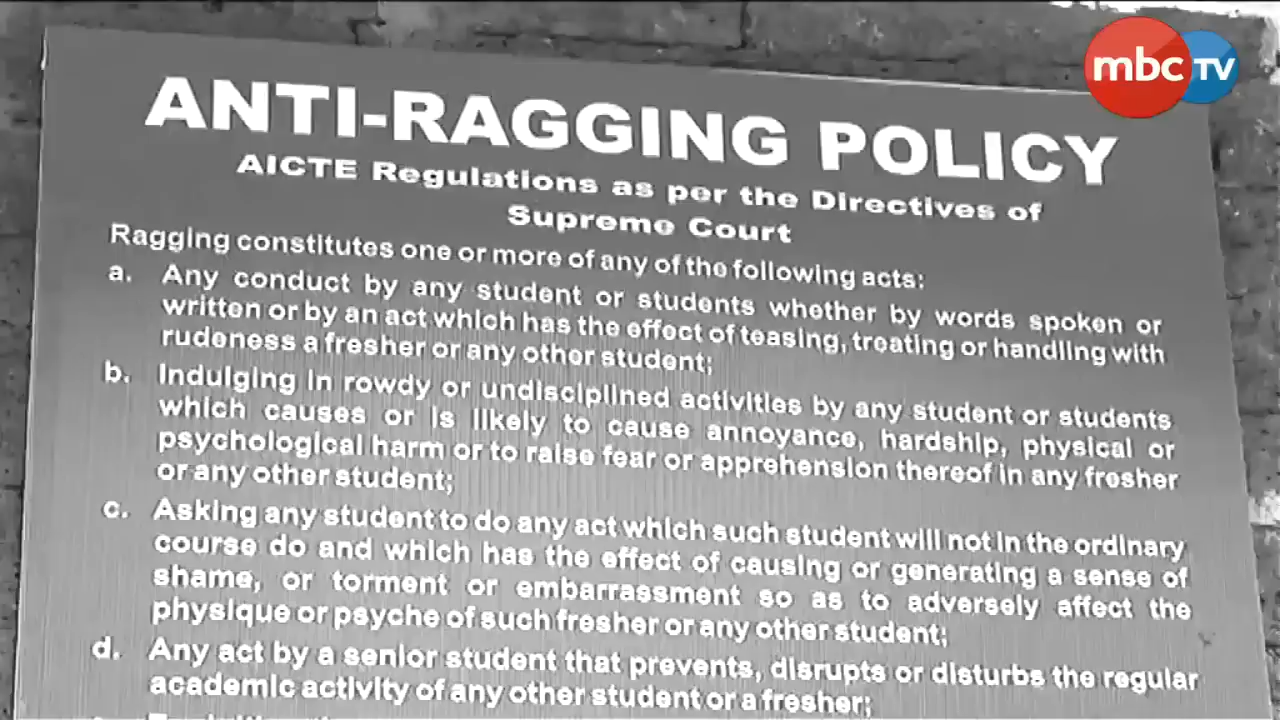 mbc TV
ANTI-RAGGING POLICY
AICTE Regulations as per the Directives of
Supreme Court
Ragging constitutes one or more of any of the following acts:
a. Any conduct by any student or students whether by words spoken or
written or by an act which has the effect of teasing, treating or handling with
rudeness a fresher or any other student;
b. Indulging in rowdy or undisciplined activities by any student or students
which causes or is likely to cause annoyance, hardship, physical or
psychological harm or to raise fear or apprehension thereof in any fresher
or any other student;
c. Asking any student to do any act which such student will not in the ordinary
course do and which has the effect of causing or generating a sense of
shame, or torment or embarrassment so as to adversely affect the
physique or psyche of such fresher or any other student;
d. Any act by a senior student that prevents, disrupts or disturbs the regular
academic activity of any other student or a fresher;